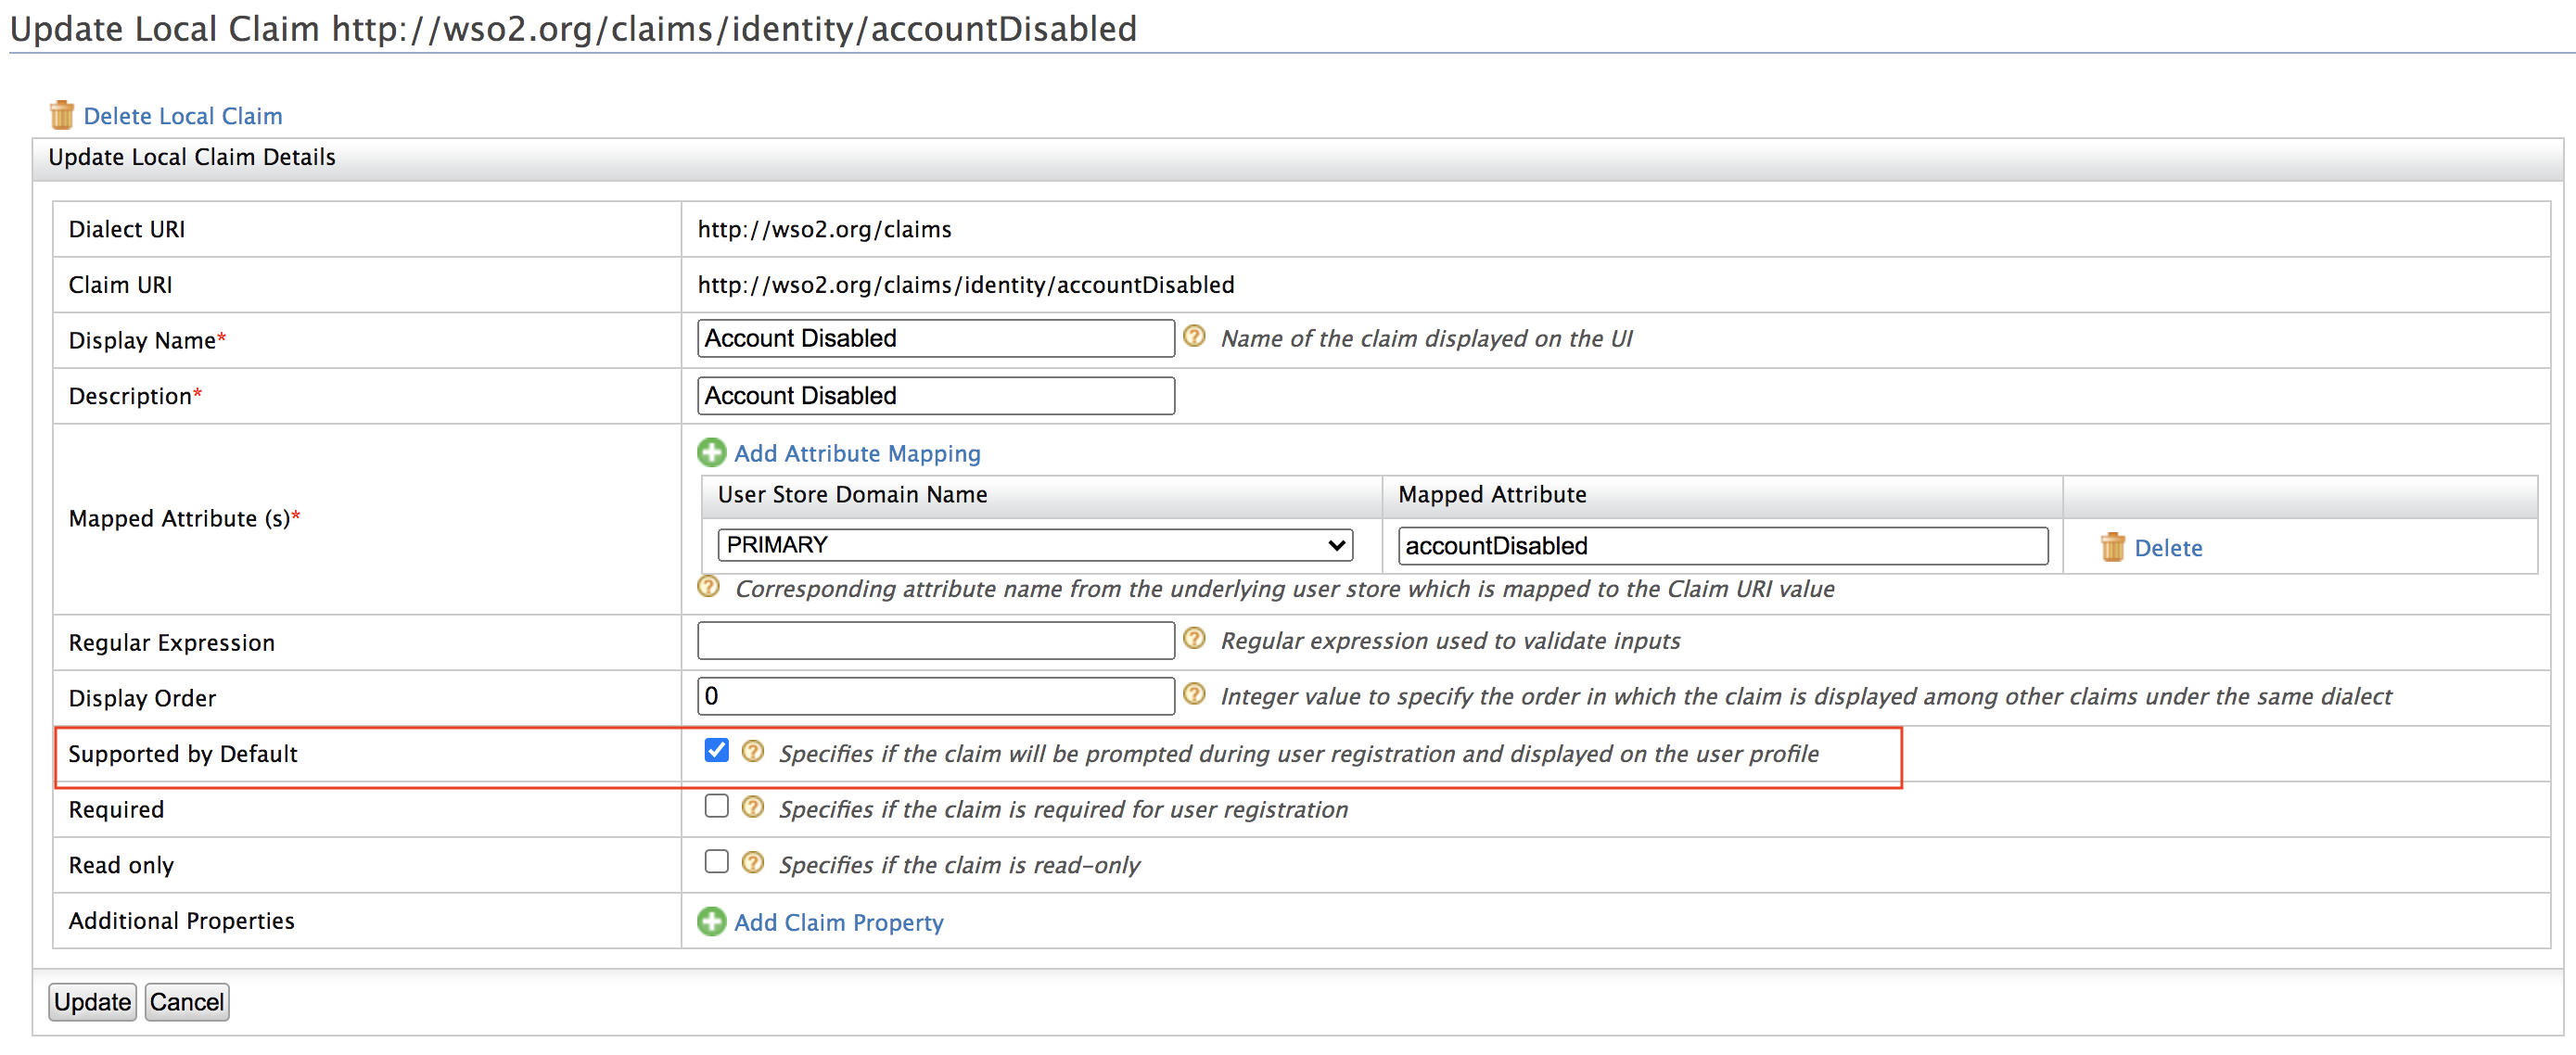 Update Local Claim http://wso2.org/claims/identity/accountDisabled
Delete Local Claim
Update Local Claim Details
Dialect URI http://wso2.org/claims
Claim URI http://wso2.org/claims/identity/accountDisabled
Display Name* Account Disabled ? Name of the claim displayed on the UI
Description* Account Disabled
Add Attribute Mapping
User Store Domain Name Mapped Attribute
Mapped Attribute (s)* PRIMARY accountDisabled Delete
? Corresponding attribute name from the underlying user store which is mapped to the Claim URI value
Regular Expression ? Regular expression used to validate inputs
Display Order 0 ? Integer value to specify the order in which the claim is displayed among other claims under the same dialect
Supported by Default ? Specifies if the claim will be prompted during user registration and displayed on the user profile
Required ? Specifies if the claim is required for user registration
Read only ? Specifies if the claim is read-only
Additional Properties Add Claim Property
Update Cancel